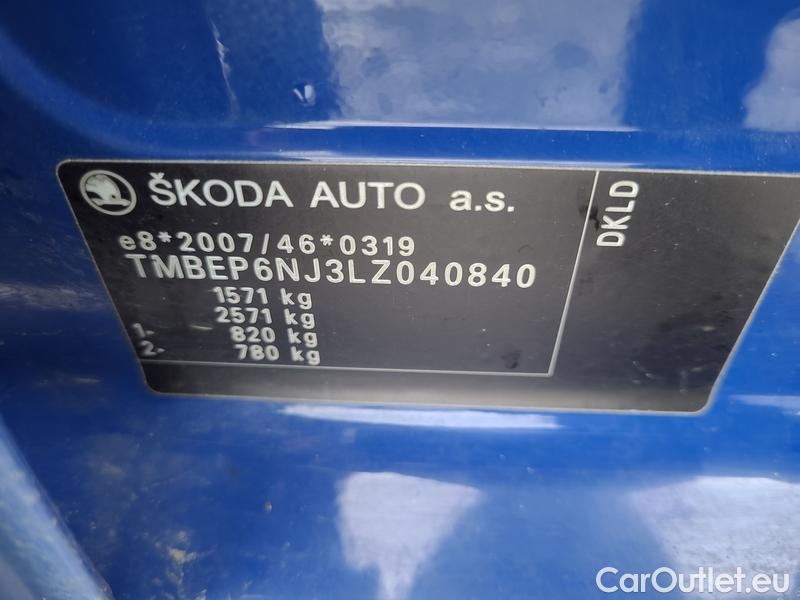 ŠKODA AUTO a.s.
e8*2007/46*0319
TMBEP6NJ3LZ040840
1571 kg
2571 kg
1- 820 kg
2- 780 kg
DKLD
CarOutlet.eu